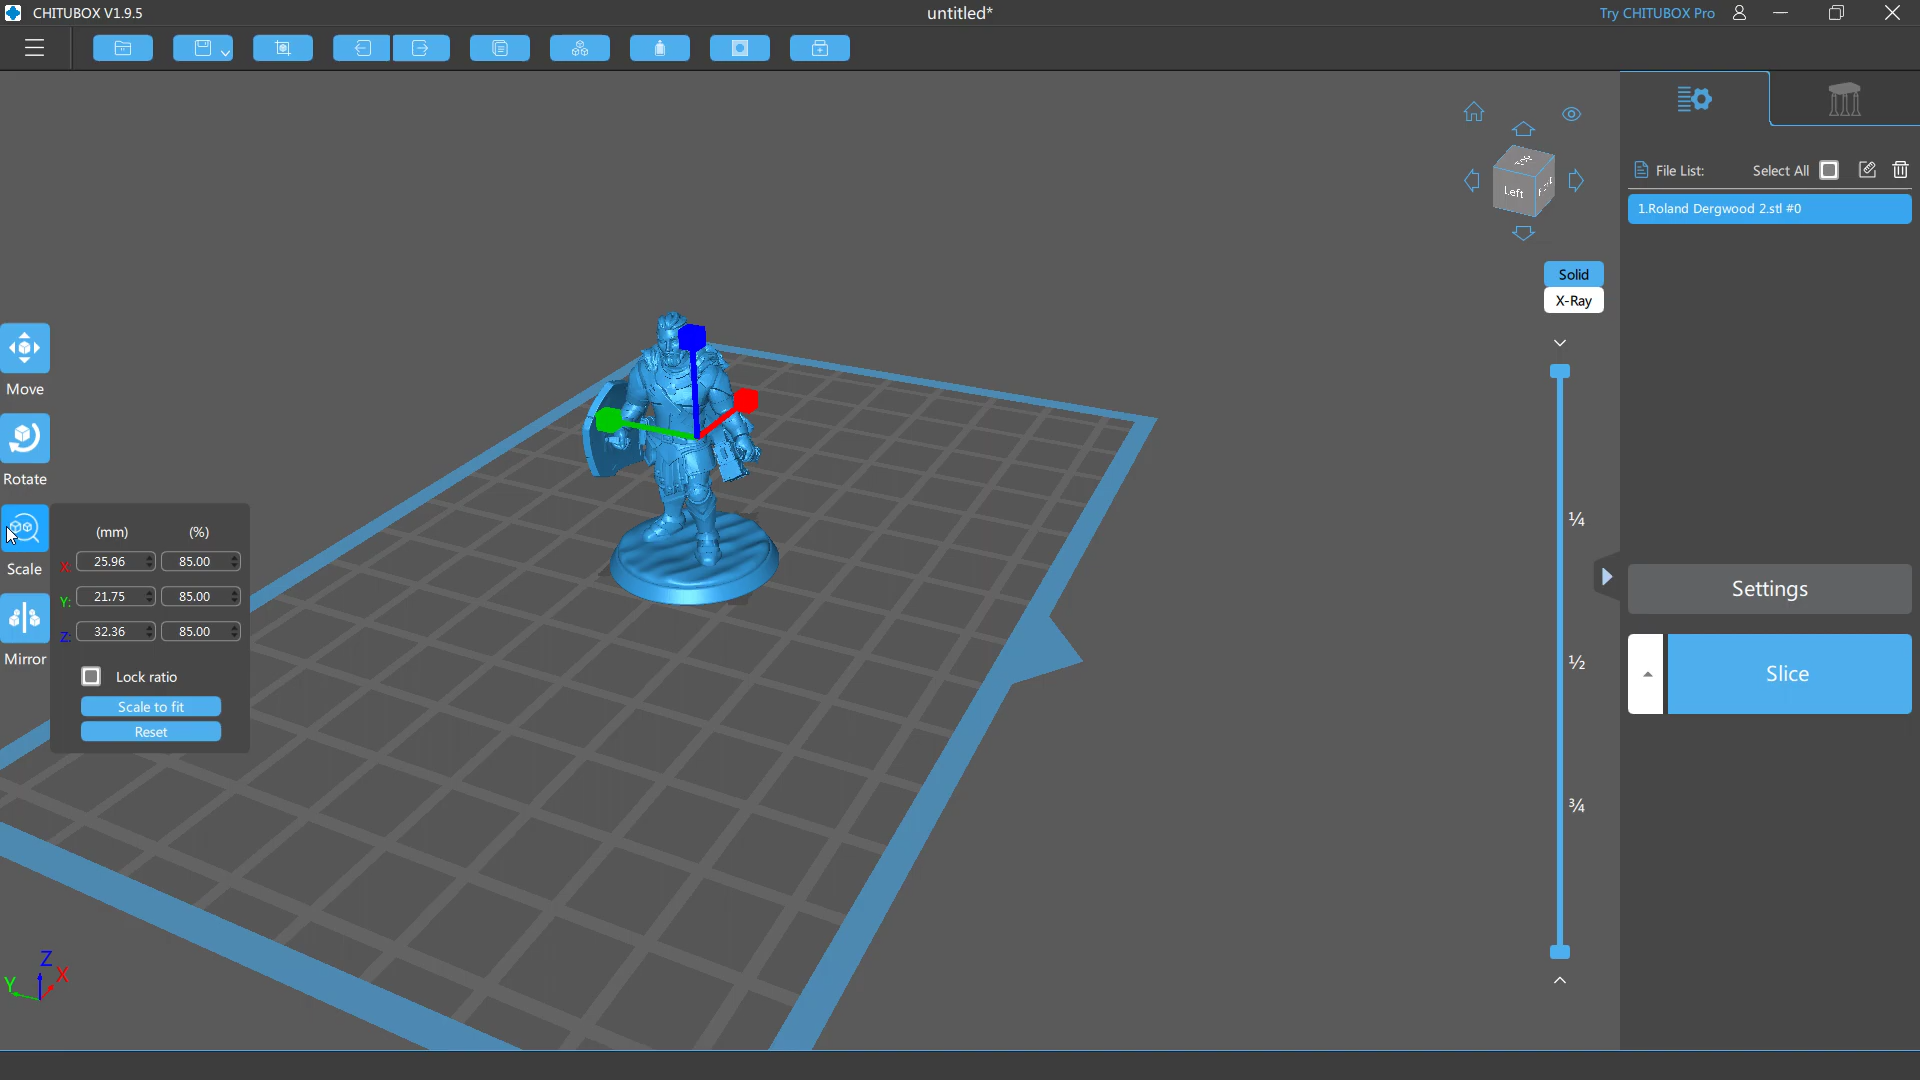 CHITUBOX V1.9.5
untitled*
Try CHITUBOX Pro
File List:
Select All
1.Roland Dergwood 2.stl #0
Left
Solid
X-Ray
Move
Rotate
Scale
Mirror
(mm) (%)
X: 25.96 85.00
Y: 21.75 85.00
Z: 32.36 85.00
Lock ratio
Scale to fit
Reset
¼
½
¾
Settings
Slice
Z
X
Y